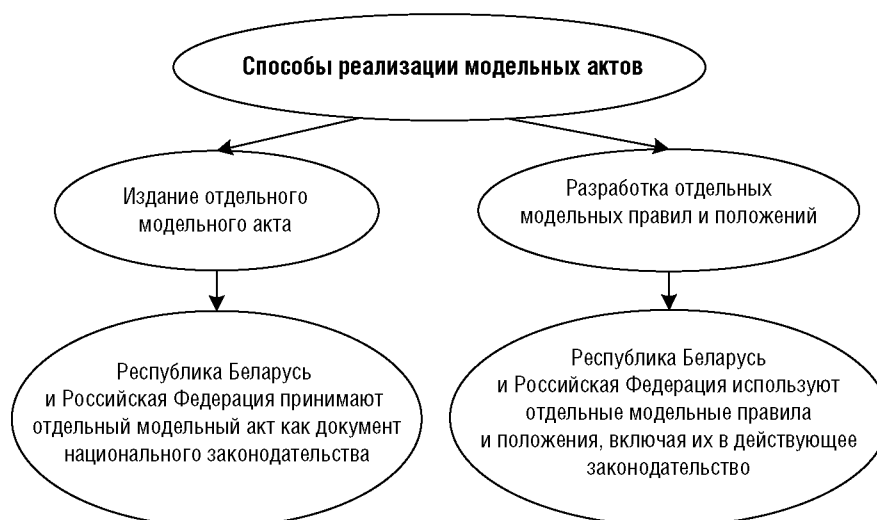 Способы реализации модельных актов
Издание отдельного
модельного акта
Разработка отдельных
модельных правил и положений
Республика Беларусь
и Российская Федерация принимают
отдельный модельный акт как документ
национального законодательства
Республика Беларусь
и Российская Федерация используют
отдельные модельные правила
и положения, включая их в действующее
законодательство